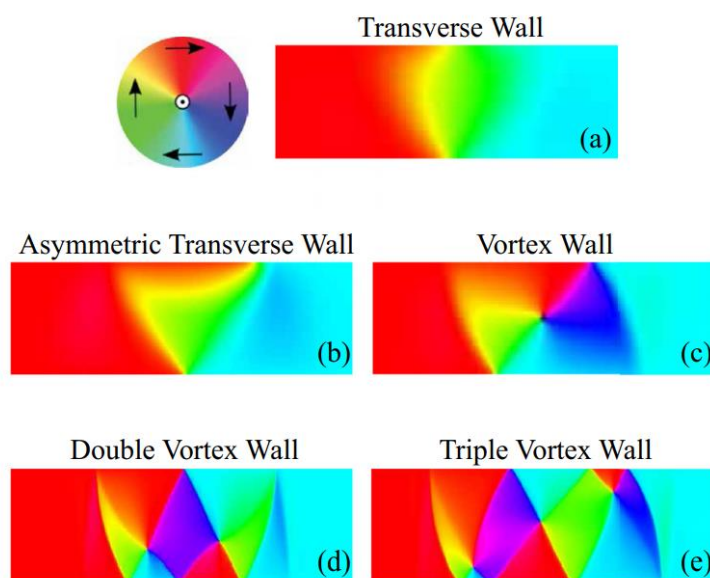 Transverse Wall
(a)
Asymmetric Transverse Wall
Vortex Wall
(b)
(c)
Double Vortex Wall
Triple Vortex Wall
(d)
(e)